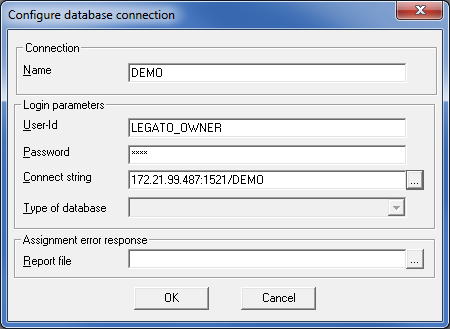 Configure database connection
Connection
Name DEMO
Login parameters
User-Id LEGATO_OWNER
Password ****
Connect string 172.21.99.487:1521/DEMO ...
Type of database
Assignment error response
Report file ...
OK Cancel